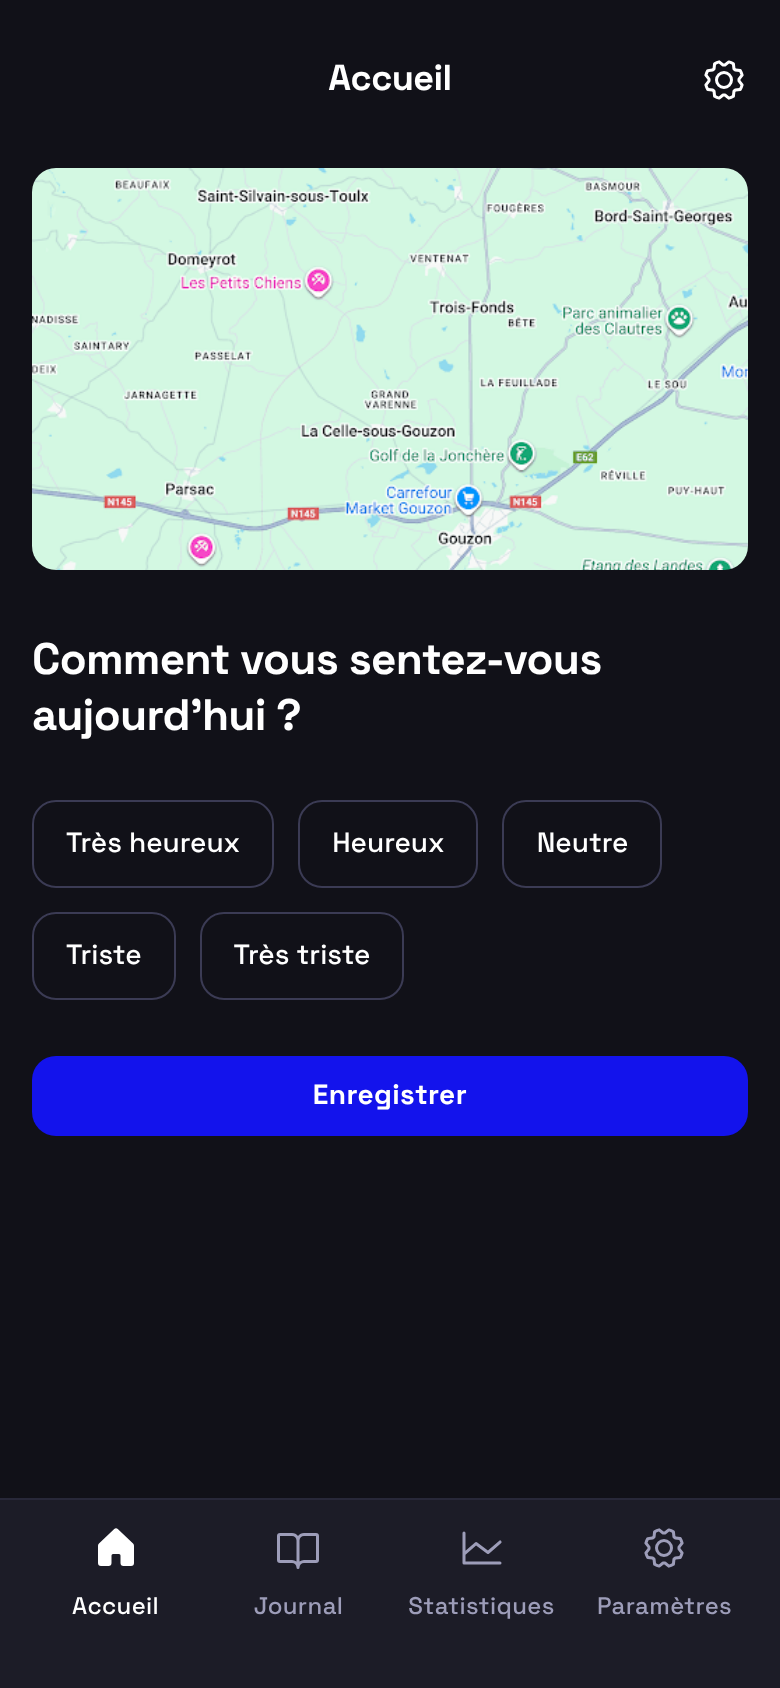 Accueil
BEAUFAIX
Saint-Silvain-sous-Toulx
BASMOUR
FOUGÈRES
Bord-Saint-Georges
Domeyrot
VENTENAT
Les Petits Chiens
Trois-Fonds
Au
NADISSE
BÊTE
Parc animalier
des Clautres
SAINTARY
PASSELAT
DEIX
Mor
JARNAGETTE
GRAND
VARENNE
LA FEUILLADE
LE SOU
La Celle-sous-Gouzon
Golf de la Jonchère
E62
RÉVILLE
Parsac
PUY-HAUT
N145
Carrefour
Market Gouzon
N145
N145
Gouzon
Etang des Landes
Comment vous sentez-vous
aujourd'hui ?
Très heureux
Heureux
Neutre
Triste
Très triste
Enregistrer
Accueil
Journal
Statistiques
Paramètres